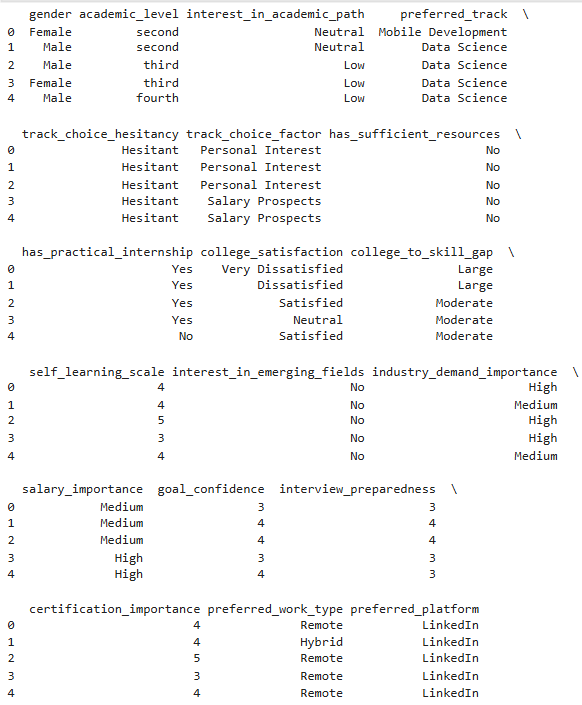 gender academic_level interest_in_academic_path preferred_track \
0 Female second Neutral Mobile Development
1 Male second Neutral Data Science
2 Male third Low Data Science
3 Female third Low Data Science
4 Male fourth Low Data Science
track_choice_hesitancy track_choice_factor has_sufficient_resources \
0 Hesitant Personal Interest No
1 Hesitant Personal Interest No
2 Hesitant Personal Interest No
3 Hesitant Salary Prospects No
4 Hesitant Salary Prospects No
has_practical_internship college_satisfaction college_to_skill_gap \
0 Yes Very Dissatisfied Large
1 Yes Dissatisfied Large
2 Yes Satisfied Moderate
3 Yes Neutral Moderate
4 No Satisfied Moderate
self_learning_scale interest_in_emerging_fields industry_demand_importance \
0 4 No High
1 4 No Medium
2 5 No High
3 3 No High
4 4 No Medium
salary_importance goal_confidence interview_preparedness \
0 Medium 3 3
1 Medium 4 4
2 Medium 4 4
3 High 3 3
4 High 4 3
certification_importance preferred_work_type preferred_platform
0 4 Remote LinkedIn
1 4 Hybrid LinkedIn
2 5 Remote LinkedIn
3 3 Remote LinkedIn
4 4 Remote LinkedIn